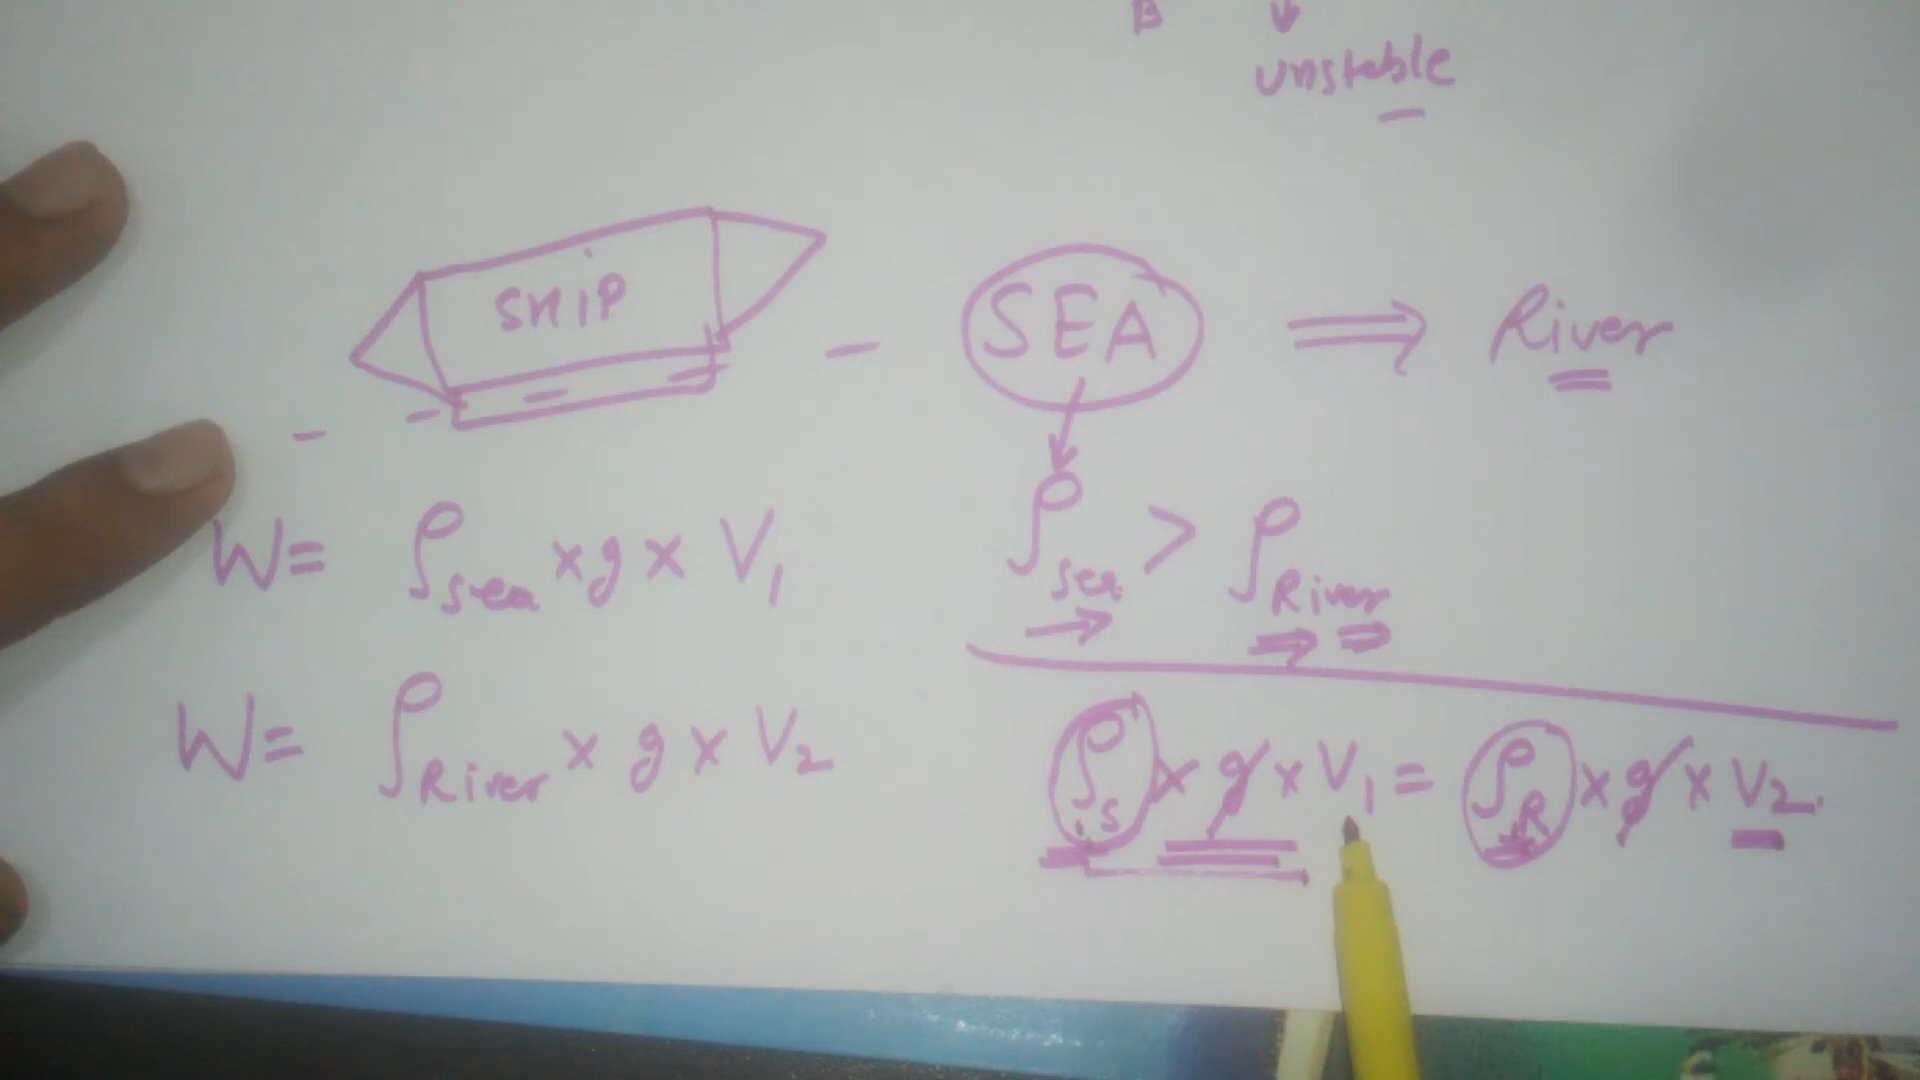 B ↓
unstable
SHIP
SEA ⇒ River
↓
W = ρsea × g × V₁
ρsea > ρRiver
W = ρRiver × g × V₂
ρs × g × V₁ = ρR × g × V₂.